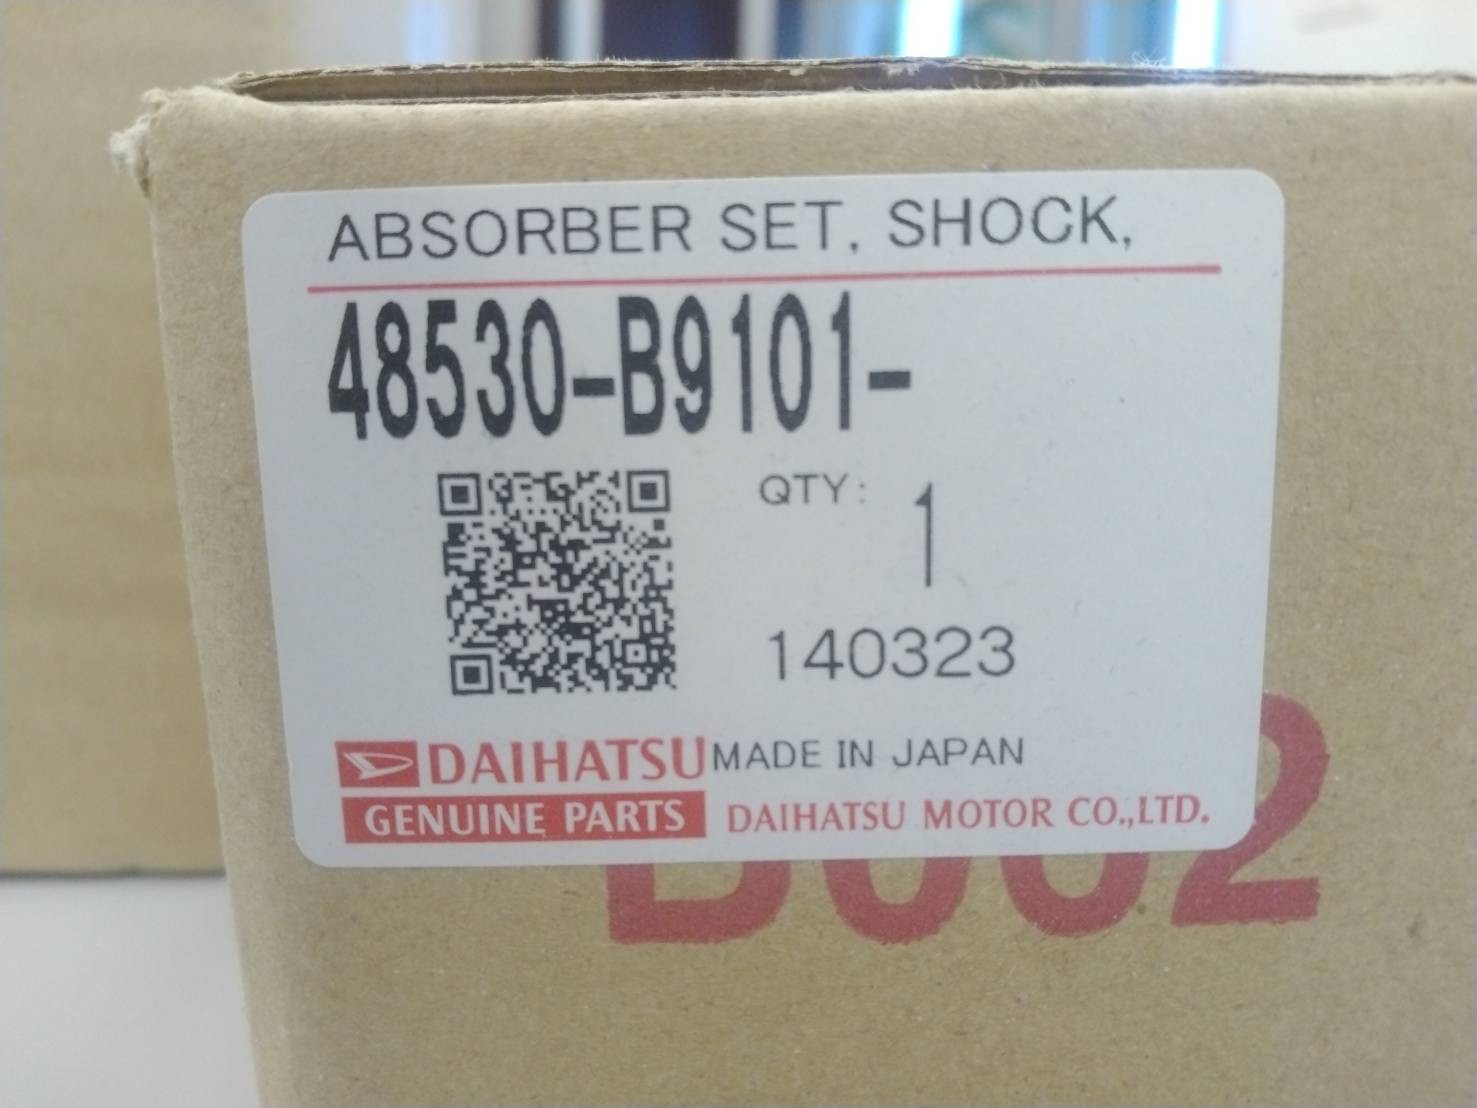 ABSORBER SET, SHOCK,
48530-B9101-
QTY: 1
140323
DAIHATSU MADE IN JAPAN
GENUINE PARTS DAIHATSU MOTOR CO.,LTD.